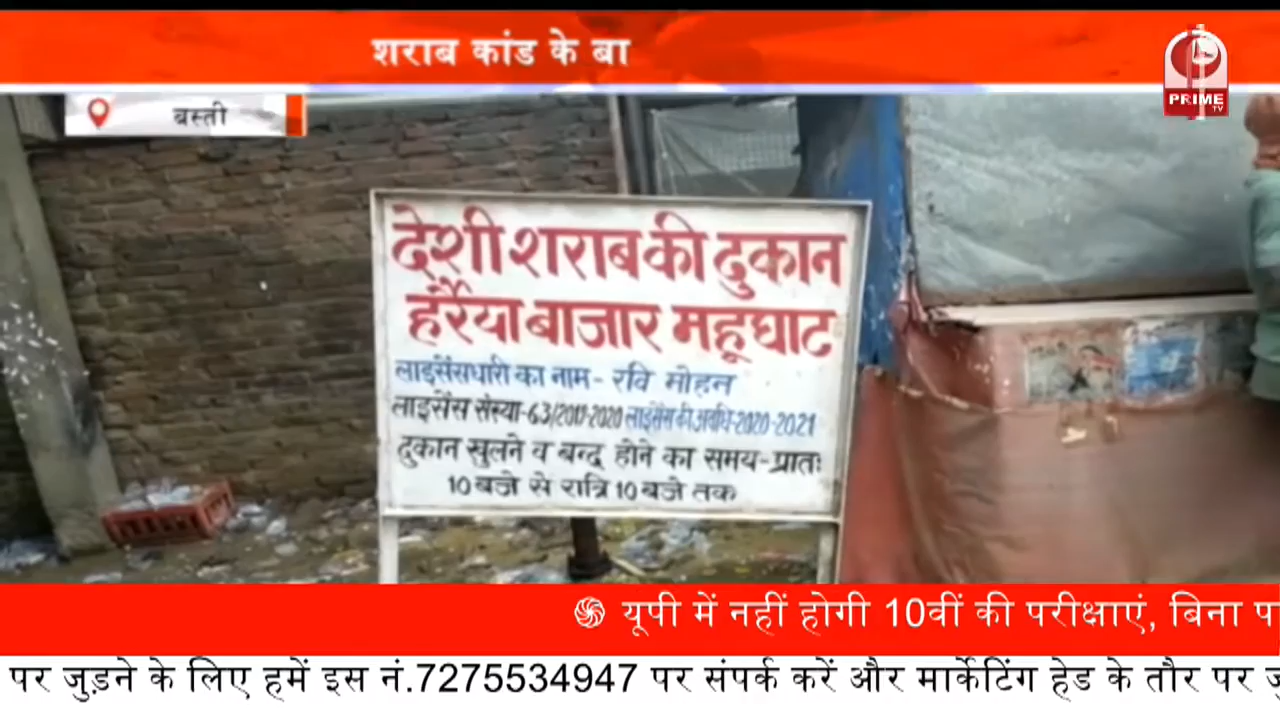 शराब कांड के बा
PRIME
TV
बस्ती
देशी शराब की दुकान
हर्रैया बाजार महूघाट
लाइसेंसधारी का नाम- रवि मोहन
लाइसेंस संख्या-63/2017-2020 लाइसेंस की अवधि-2020-2021
दुकान खुलने व बन्द होने का समय-प्रातः
10 बजे से रात्रि 10 बजे तक
यूपी में नहीं होगी 10वीं की परीक्षाएं, बिना प
पर जुड़ने के लिए हमें इस नं.7275534947 पर संपर्क करें और मार्केटिंग हेड के तौर पर जु